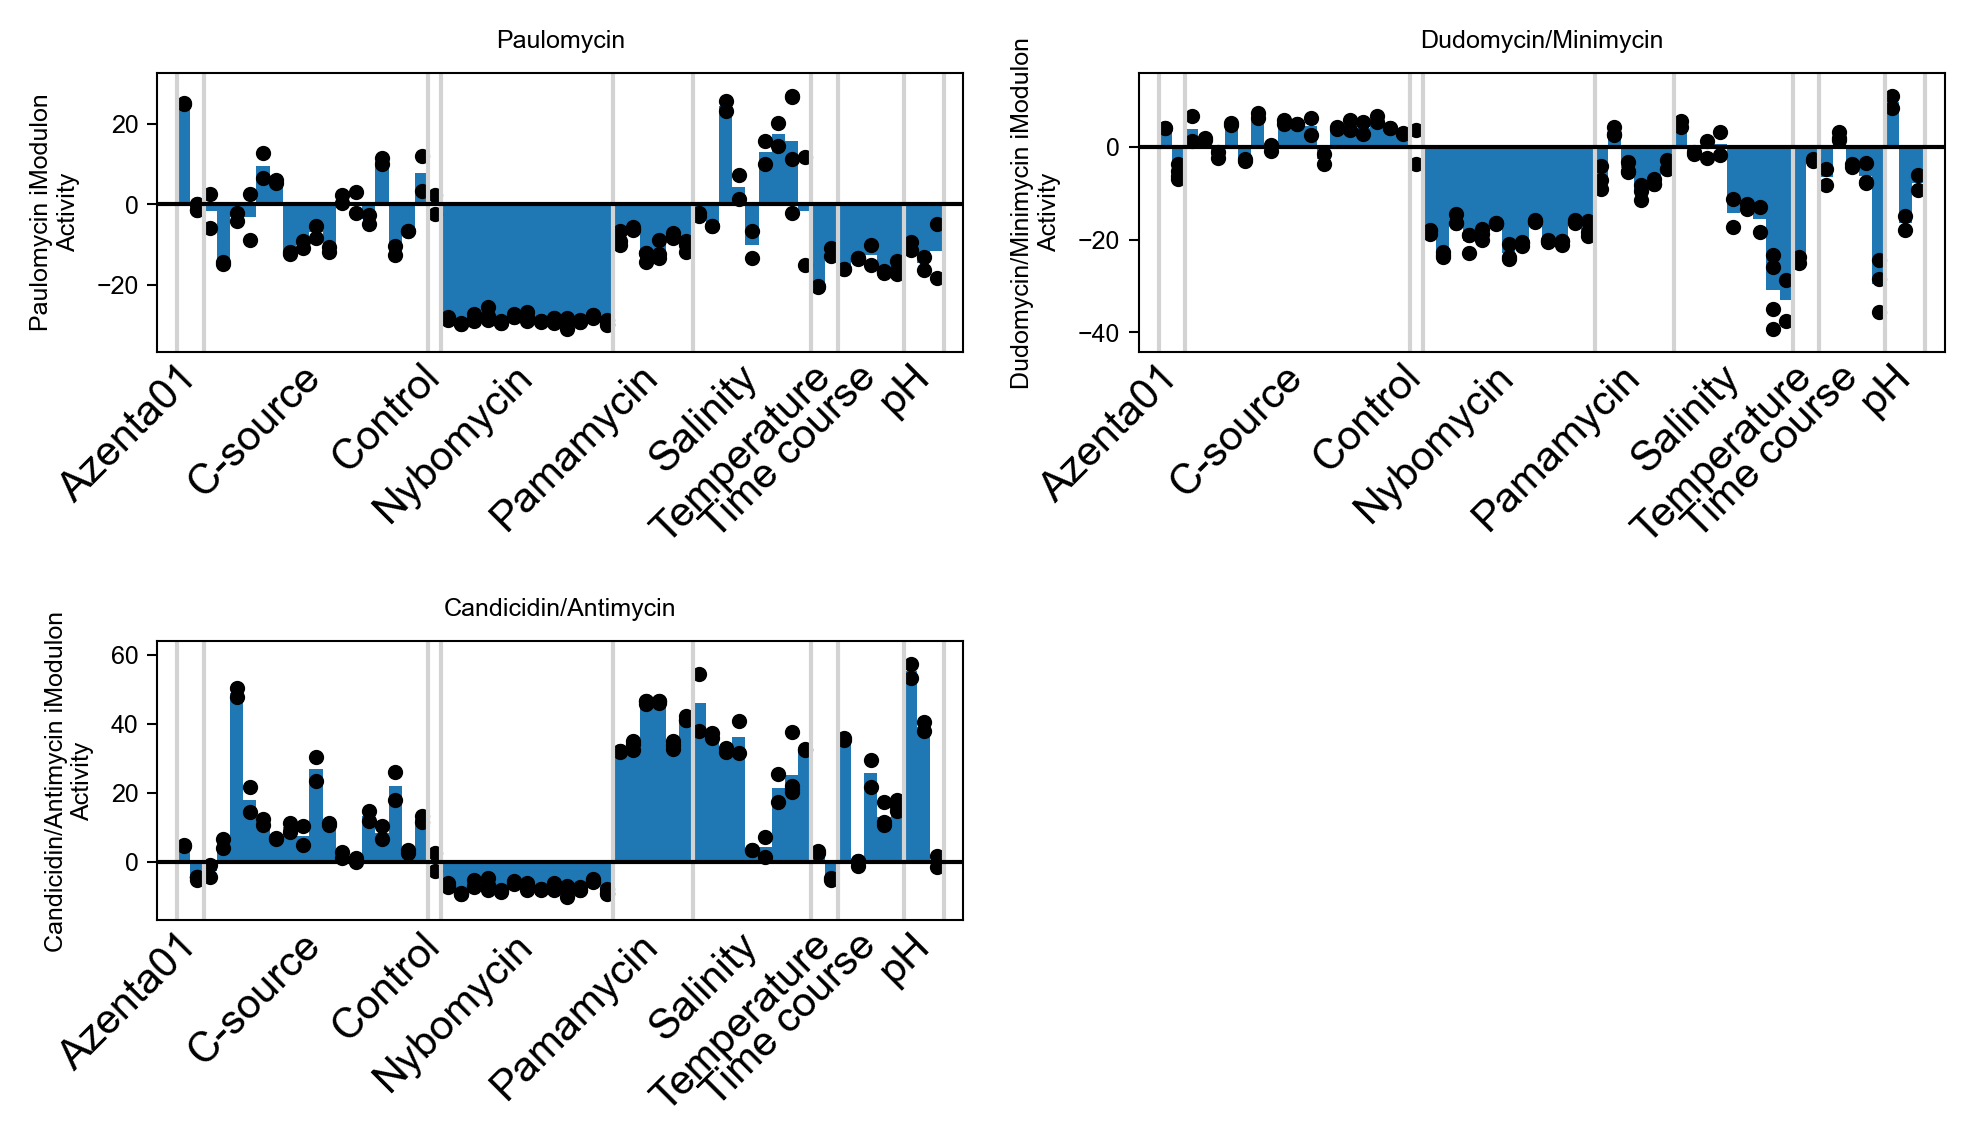 Paulomycin
Paulomycin iModulon
Activity
20
0
−20
Azenta01
C-source
Control
Nybomycin
Pamamycin
Salinity
Temperature
Time course
pH
Dudomycin/Minimycin
Dudomycin/Minimycin iModulon
Activity
0
−20
−40
Azenta01
C-source
Control
Nybomycin
Pamamycin
Salinity
Temperature
Time course
pH
Candicidin/Antimycin
Candicidin/Antimycin iModulon
Activity
60
40
20
0
Azenta01
C-source
Control
Nybomycin
Pamamycin
Salinity
Temperature
Time course
pH